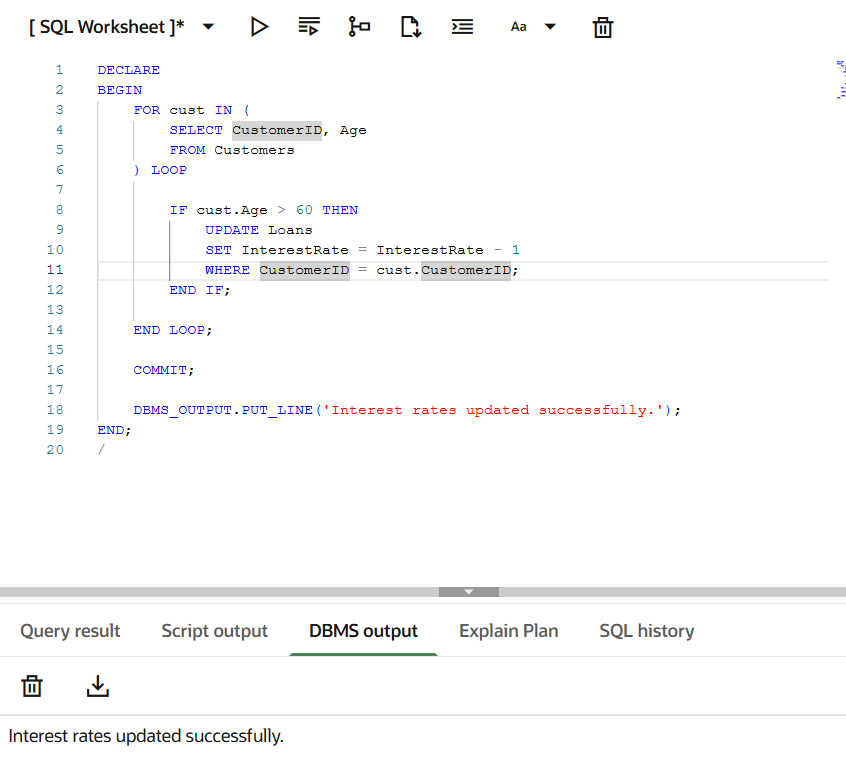 [ SQL Worksheet ]*
Aa
1 DECLARE
2 BEGIN
3     FOR cust IN (
4         SELECT CustomerID, Age
5         FROM Customers
6     ) LOOP
7
8         IF cust.Age > 60 THEN
9             UPDATE Loans
10             SET InterestRate = InterestRate - 1
11             WHERE CustomerID = cust.CustomerID;
12         END IF;
13
14     END LOOP;
15
16     COMMIT;
17
18     DBMS_OUTPUT.PUT_LINE('Interest rates updated successfully.');
19 END;
20 /
Query result Script output DBMS output Explain Plan SQL history
Interest rates updated successfully.